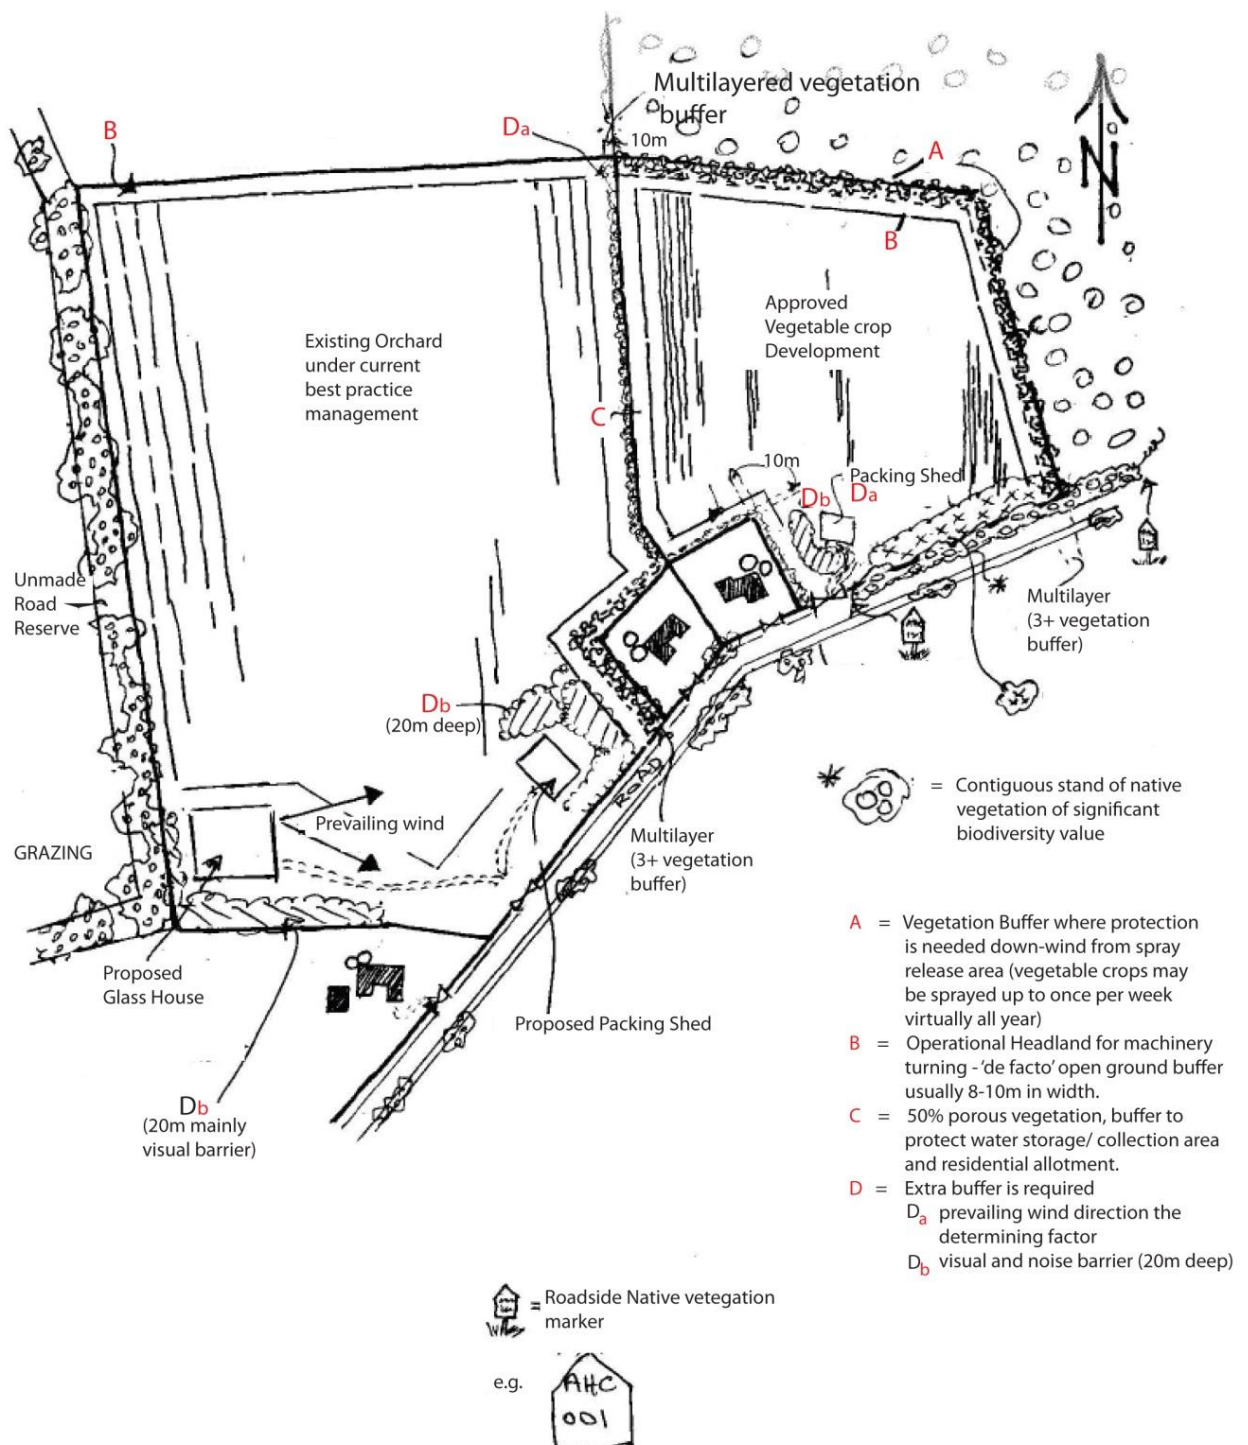 Multilayered vegetation
buffer
10m
B
Da
A
N
B
Existing Orchard
under current
best practice
management
Approved
Vegetable crop
Development
C
10m
Packing Shed
Db
Da
Unmade
Road
Reserve
Multilayer
(3+ vegetation
buffer)
Db
(20m deep)
ROAD
Prevailing wind
GRAZING
Multilayer
(3+ vegetation
buffer)
Proposed
Glass House
Proposed Packing Shed
Db
(20m mainly
visual barrier)
= Contiguous stand of native
vegetation of significant
biodiversity value
A = Vegetation Buffer where protection
is needed down-wind from spray
release area (vegetable crops may
be sprayed up to once per week
virtually all year)
B = Operational Headland for machinery
turning - 'de facto' open ground buffer
usually 8-10m in width.
C = 50% porous vegetation, buffer to
protect water storage/ collection area
and residential allotment.
D = Extra buffer is required
Da prevailing wind direction the
determining factor
Db visual and noise barrier (20m deep)
= Roadside Native vetegation
marker
e.g.
AHC
001